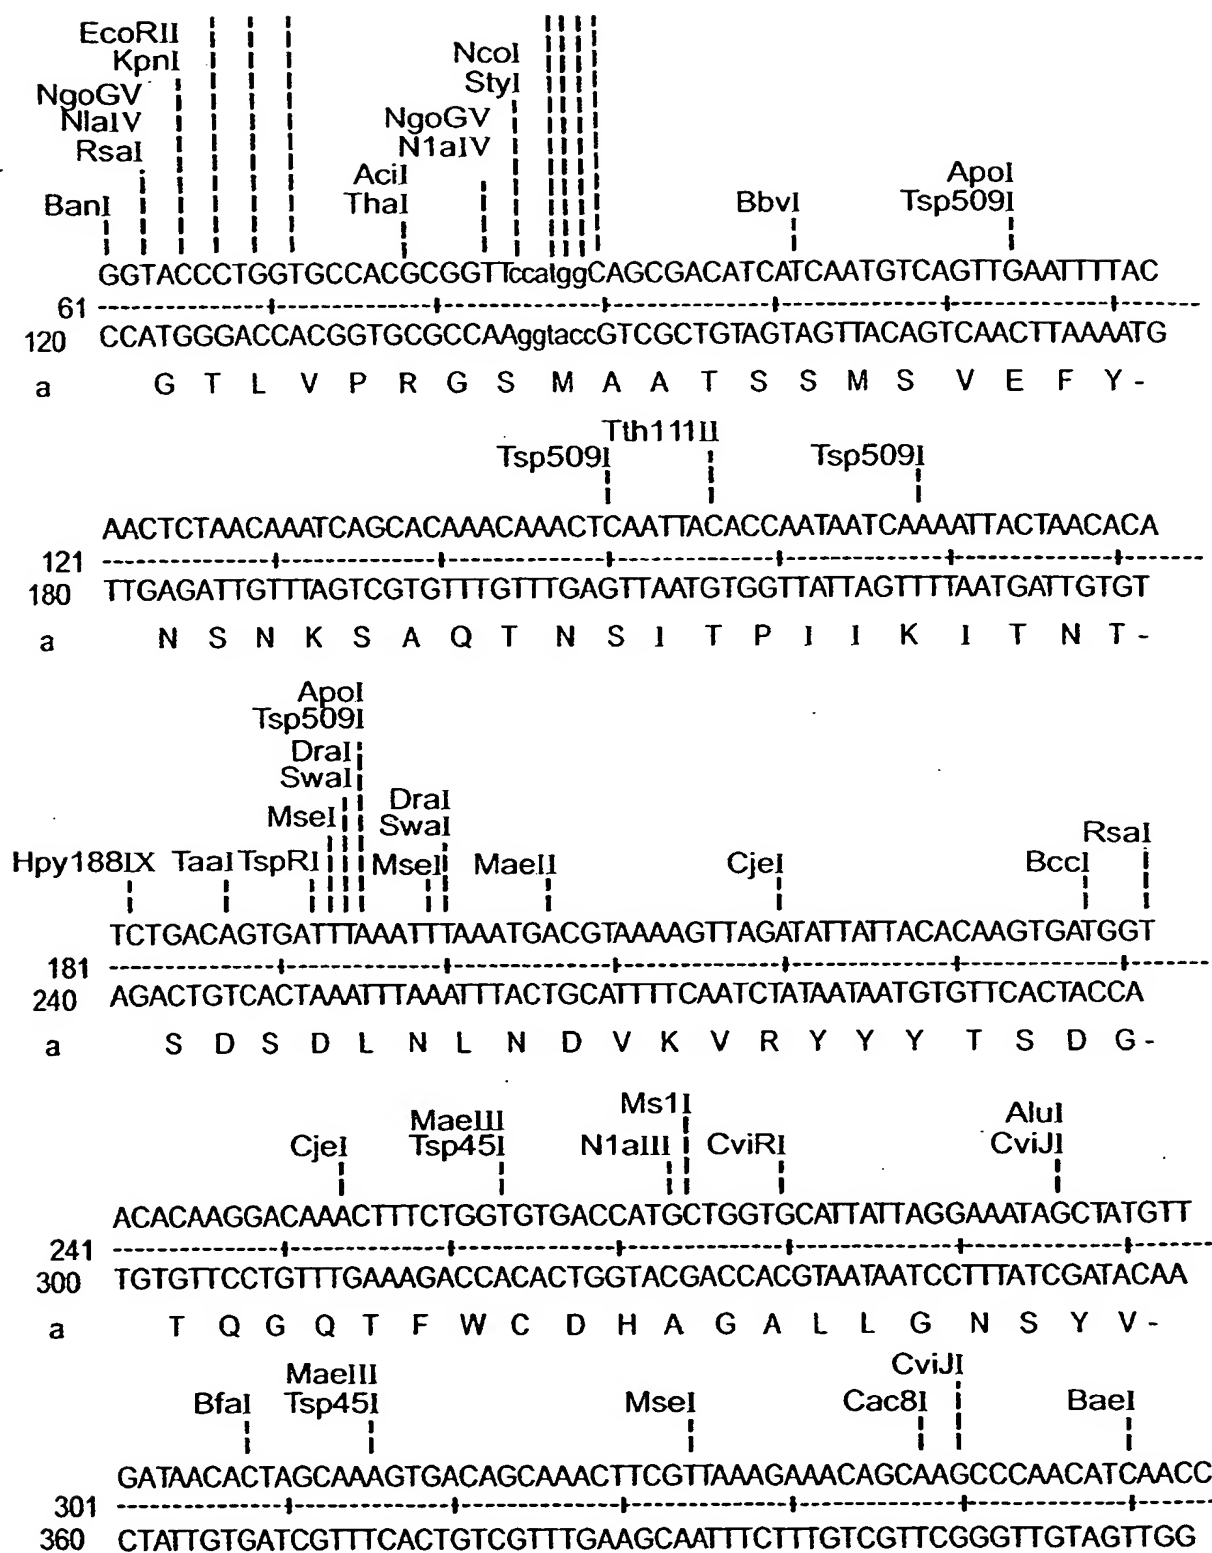 EcoRII
KpnI
NcoI
StyI
NgoGV
NlaIV
NgoGV
N1aIV
RsaI
AciI
ApoI
BanI ThaI BbvI Tsp509I
GGTACCCTGGTGCCACGCGGTTccatggCAGCGACATCATCAATGTCAGTTGAATTTTAC
61
120 CCATGGGACCACGGTGCGCCAAggtaccGTCGCTGTAGTAGTTACAGTCAACTTAAAATG
a G T L V P R G S M A A T S S M S V E F Y -
Tth111II
Tsp509I Tsp509I
AACTCTAACAAATCAGCACAAACAAACTCAATTACACCAATAATCAAAATTACTAACACA
121
180 TTGAGATTGTTTAGTCGTGTTTGTTTGAGTTAATGTGGTTATTAGTTTTAATGATTGTGT
a N S N K S A Q T N S I T P I I K I T N T -
ApoI
Tsp509I
DraI
SwaI
DraI
MseI SwaI
RsaI
Hpy188IX TaaI TspRI MseI MaeII CjeI BccI
TCTGACAGTGATTTAAATTTAAATGACGTAAAAGTTAGATATTATTACACAAGTGATGGT
181
240 AGACTGTCACTAAATTTAAATTTACTGCATTTTCAATCTATAATAATGTGTTCACTACCA
a S D S D L N L N D V K V R Y Y Y T S D G -
Ms1I
MaeIII AluI
CjeI Tsp45I N1aIII CviRI CviJI
ACACAAGGACAAACTTTCTGGTGTGACCATGCTGGTGCATTATTAGGAAATAGCTATGTT
241
300 TGTGTTCCTGTTTGAAAGACCACACTGGTACGACCACGTAATAATCCTTTATCGATACAA
a T Q G Q T F W C D H A G A L L G N S Y V -
CviJI
MaeIII
BfaI Tsp45I MseI Cac8I BaeI
GATAACACTAGCAAAGTGACAGCAAACTTCGTTAAAGAAACAGCAAGCCCAACATCAACC
301
360 CTATTGTGATCGTTTCACTGTCGTTTGAAGCAATTTCTTTGTCGTTCGGGTTGTAGTTGG